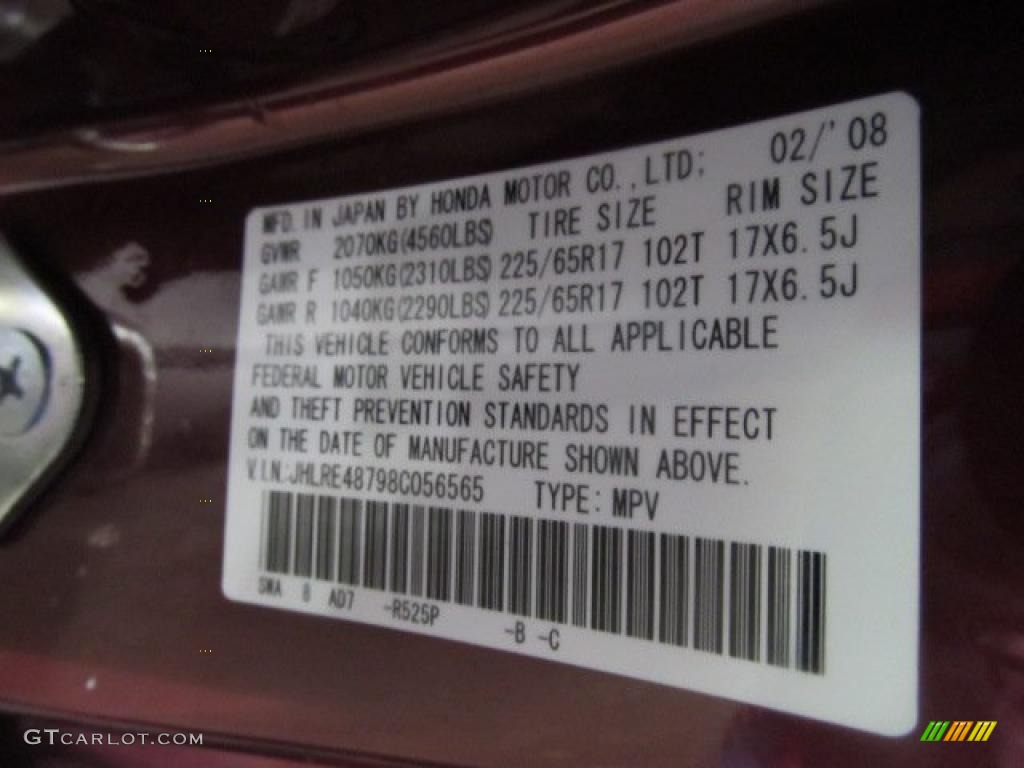 MFD. IN JAPAN BY HONDA MOTOR CO., LTD; 02/'08
GVWR 2070KG(4560LBS) TIRE SIZE RIM SIZE
GAWR F 1050KG(2310LBS) 225/65R17 102T 17X6.5J
GAWR R 1040KG(2290LBS) 225/65R17 102T 17X6.5J
THIS VEHICLE CONFORMS TO ALL APPLICABLE
FEDERAL MOTOR VEHICLE SAFETY
AND THEFT PREVENTION STANDARDS IN EFFECT
ON THE DATE OF MANUFACTURE SHOWN ABOVE.
V.I.N:JHLRE48798C056565 TYPE: MPV
SWA 8 AD7 -R525P -B -C
GTCARLOT.COM